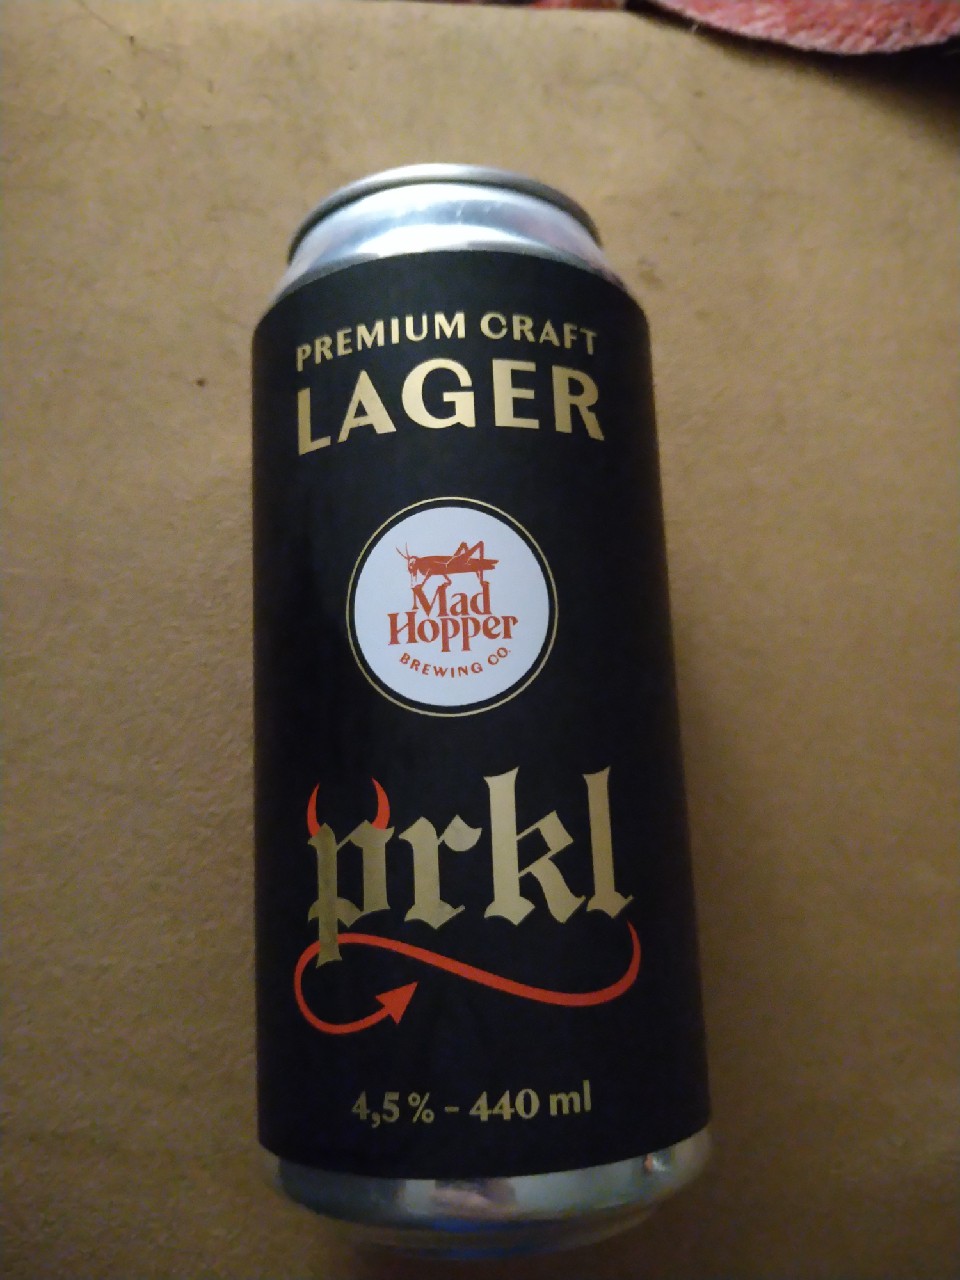 PREMIUM CRAFT
LAGER
Mad
Hopper
BREWING CO.
prkl
4,5 % - 440 ml